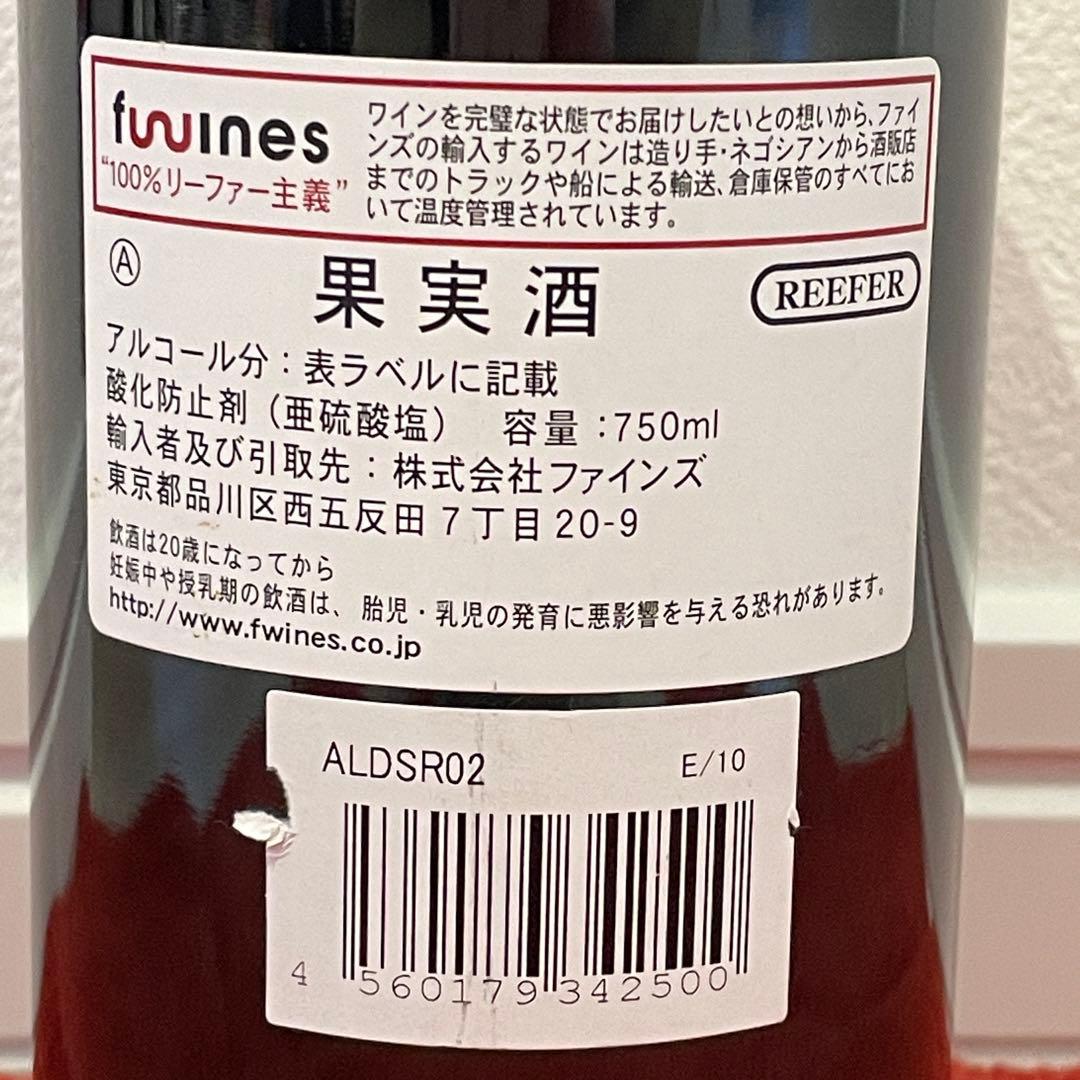 fwines
"100%リーファー主義"
ワインを完璧な状態でお届けしたいとの想いから、ファイ
ンズの輸入するワインは造り手・ネゴシアンから酒販店
までのトラックや船による輸送、倉庫保管のすべてにお
いて温度管理されています。
Ⓐ
果実酒
REEFER
アルコール分：表ラベルに記載
酸化防止剤（亜硫酸塩） 容量：750ml
輸入者及び引取先：株式会社ファインズ
東京都品川区西五反田7丁目20-9
飲酒は20歳になってから
妊娠中や授乳期の飲酒は、胎児・乳児の発育に悪影響を与える恐れがあります。
http://www.fwines.co.jp
ALDSR02
E/10
4 560179 342500